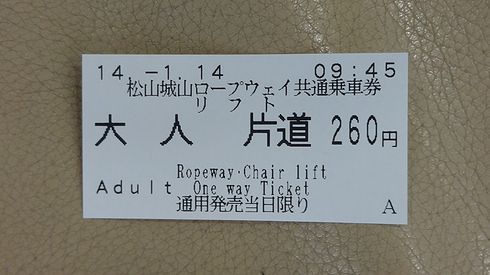 14.-1.14 09:45
松山城山ロープウェイ共通乗車券
リフト
大人 片道 260円
Ropeway・Chair lift
Adult One way Ticket
通用発売当日限り A